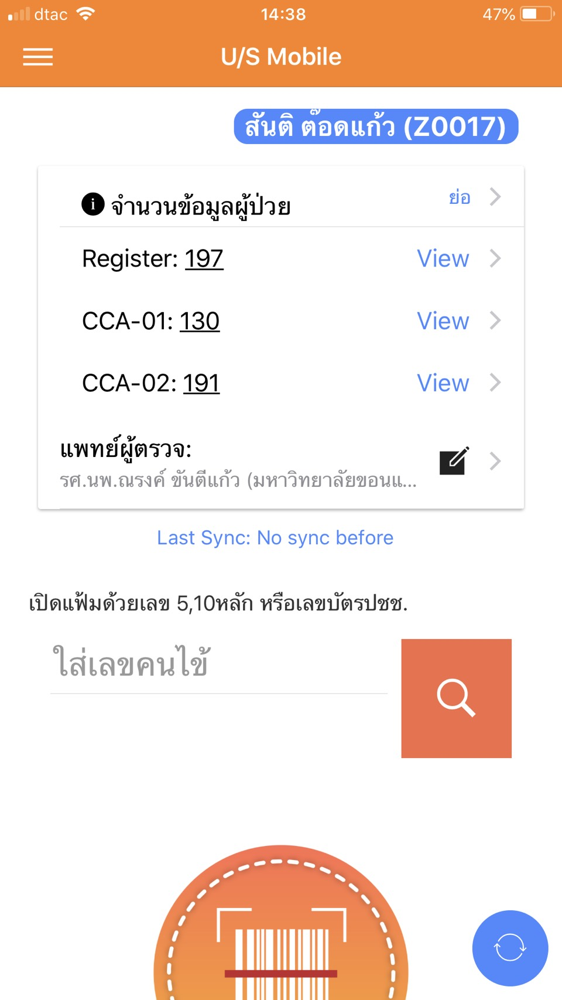 dtac 14:38 47%
U/S Mobile
สันติ ต๊อดแก้ว (Z0017)
i จำนวนข้อมูลผู้ป่วย ย่อ
Register: 197 View
CCA-01: 130 View
CCA-02: 191 View
แพทย์ผู้ตรวจ:
รศ.นพ.ณรงค์ ขันตีแก้ว (มหาวิทยาลัยขอนแ...
Last Sync: No sync before
เปิดแฟ้มด้วยเลข 5,10หลัก หรือเลขบัตรปชช.
ใส่เลขคนไข้